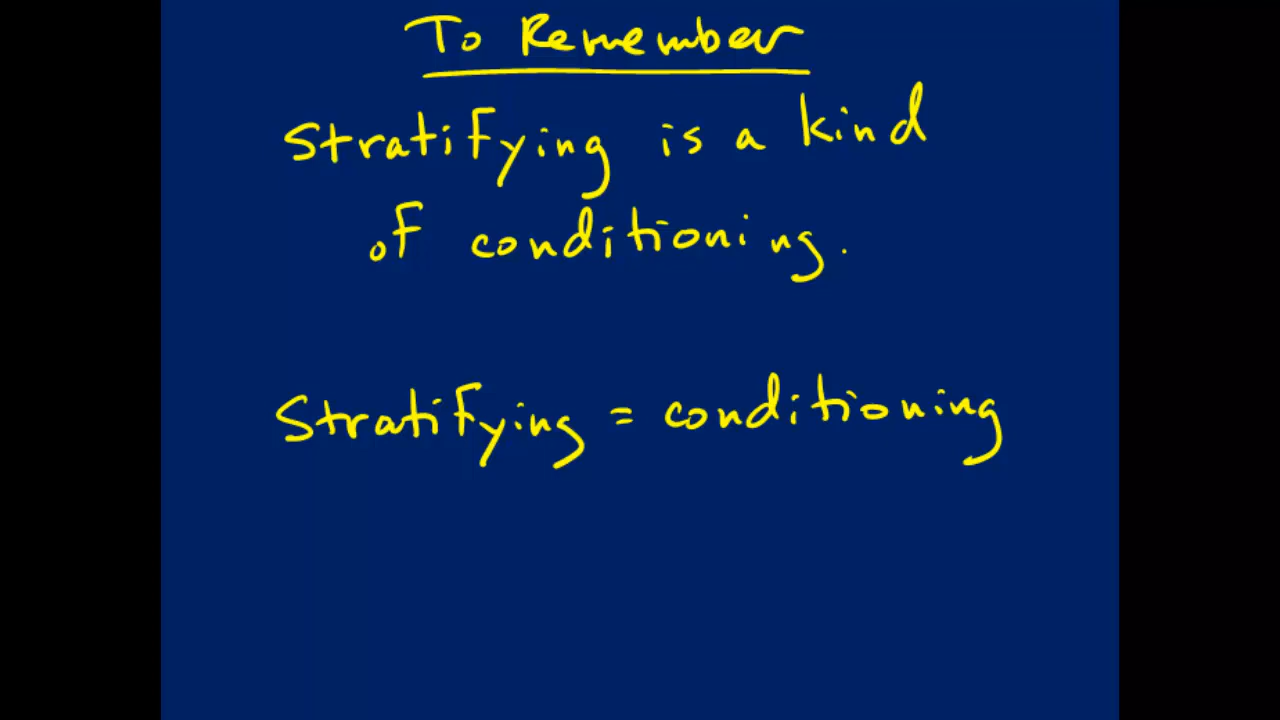 To Remember
Stratifying is a kind
of conditioning.
Stratifying = conditioning